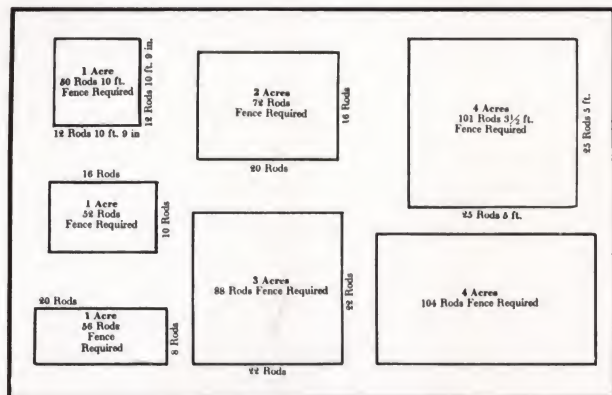 1 Acre
50 Rods 10 ft.
Fence Required
12 Rods 10 ft. 9 in.
12 Rods 10 ft. 9 in
2 Acres
72 Rods
Fence Required
16 Rods
20 Rods
4 Acres
101 Rods 3½ ft.
Fence Required
25 Rods 5 ft.
25 Rods 5 ft.
16 Rods
1 Acre
52 Rods
Fence Required
10 Rods
3 Acres
88 Rods Fence Required
22 Rods
22 Rods
4 Acres
104 Rods Fence Required
20 Rods
1 Acre
56 Rods
Fence
Required
8 Rods